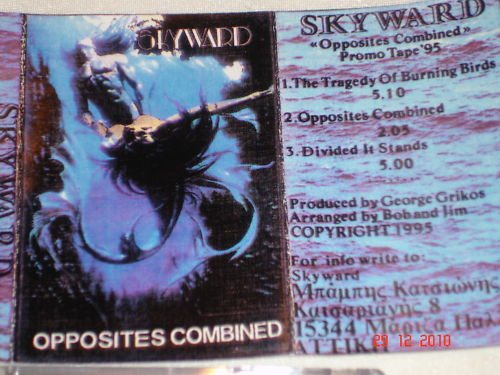 SKYWARD
SKYWARD
OPPOSITES COMBINED
SKYWARD
«Opposites Combined»
Promo Tape '95
1.The Tragedy Of Burning Birds
5.10
2.Opposites Combined
2.05
3.Divided It Stands
5.00
Produced by George Grikos
Arranged by Bob and Jim
COPYRIGHT 1995
For info write to:
Skyward
Μπάμπης Κατσιώνης
8
15344
ΑΤΤΙΚΗ
29 12 2010